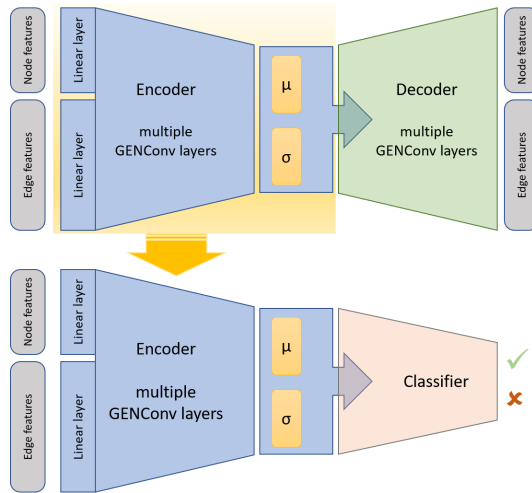 Node features
Edge features
Linear layer
Linear layer
Encoder
multiple
GENConv layers
μ
σ
Decoder
multiple
GENConv layers
Node features
Edge features
Node features
Edge features
Linear layer
Linear layer
Encoder
multiple
GENConv layers
μ
σ
Classifier